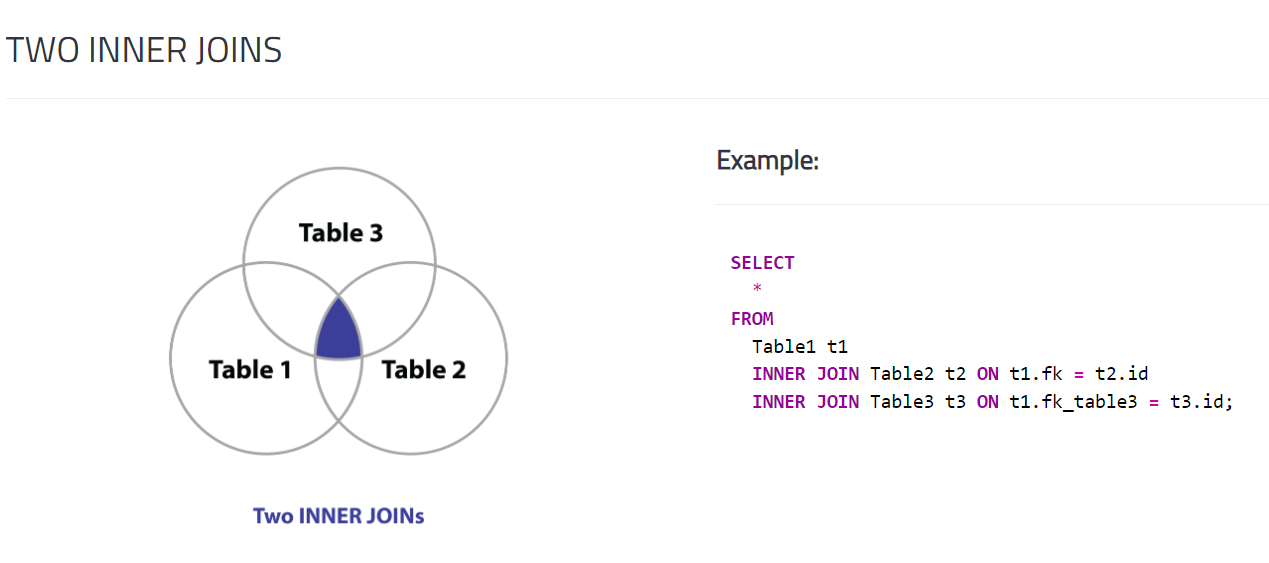 TWO INNER JOINS
Table 3
Table 1
Table 2
Two INNER JOINs
Example:
SELECT
*
FROM
Table1 t1
INNER JOIN Table2 t2 ON t1.fk = t2.id
INNER JOIN Table3 t3 ON t1.fk_table3 = t3.id;